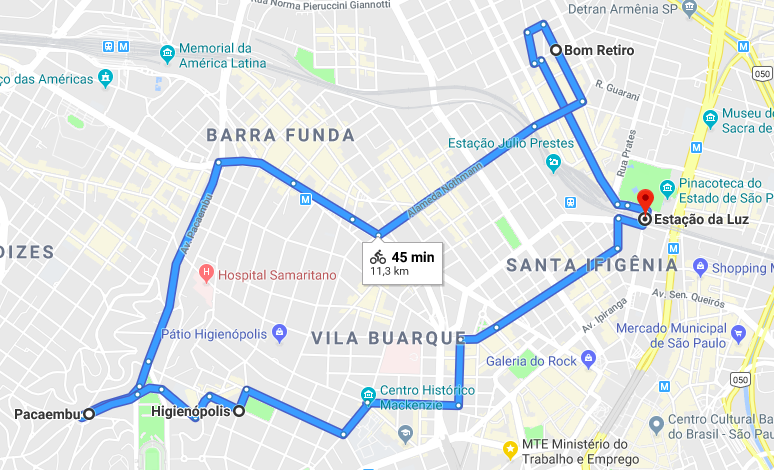 Rua Norma Pieruccini Giannotti
Detran Armênia SP
Memorial da
América Latina
Bom Retiro
050
ço das Américas
R. Guarani
Museu de
Sacra de
BARRA FUNDA
Estação Júlio Prestes
Rua Prates
Alameda Nothmann
Pinacoteca do
Estado de São P
Av. Pacaembu
Estação da Luz
DIZES
45 min
11,3 km
Hospital Samaritano
SANTA IFIGÊNIA
Shopping M
Av. Sen. Queirós
Av. Ipiranga
Pátio Higienópolis
VILA BUARQUE
Mercado Municipal
de São Paulo
Galeria do Rock
050
Centro Histórico
Mackenzie
Pacaembu
Higienópolis
Centro Cultural Ba
do Brasil - São Pau
MTE Ministério do
Trabalho e Emprego